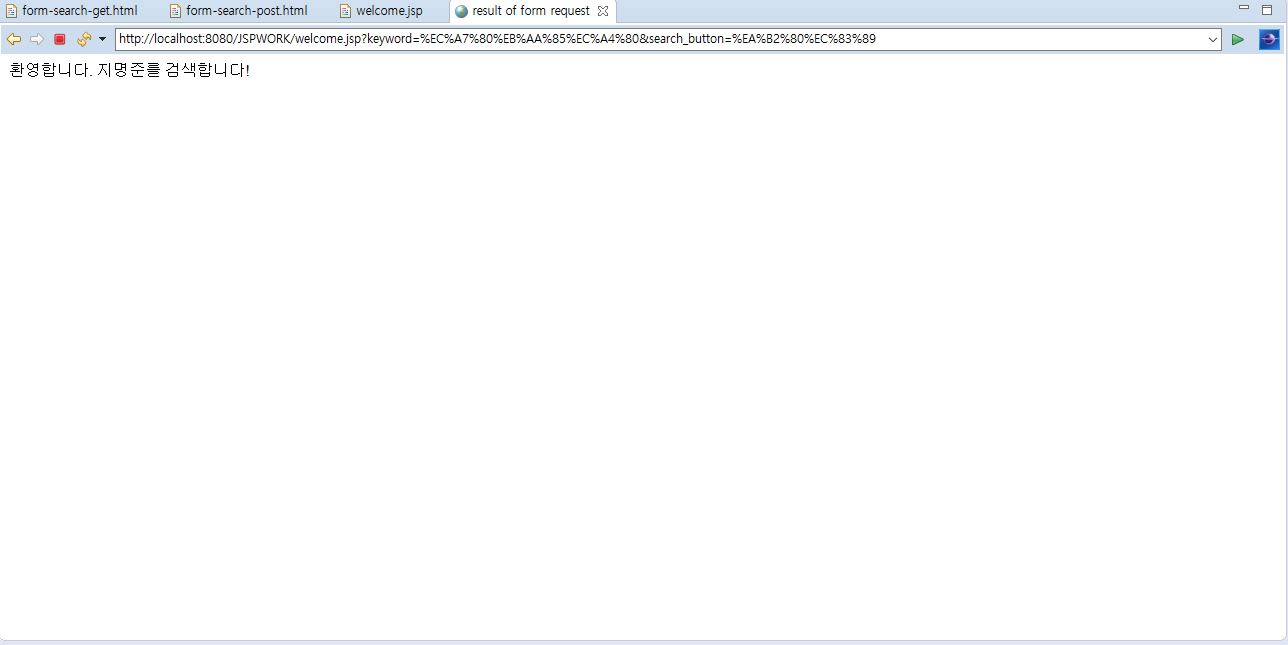 form-search-get.html form-search-post.html welcome.jsp result of form request
http://localhost:8080/JSPWORK/welcome.jsp?keyword=%EC%A7%80%EB%AA%85%EC%A4%80&search_button=%EA%B2%80%EC%83%89
환영합니다. 지명준를 검색합니다!